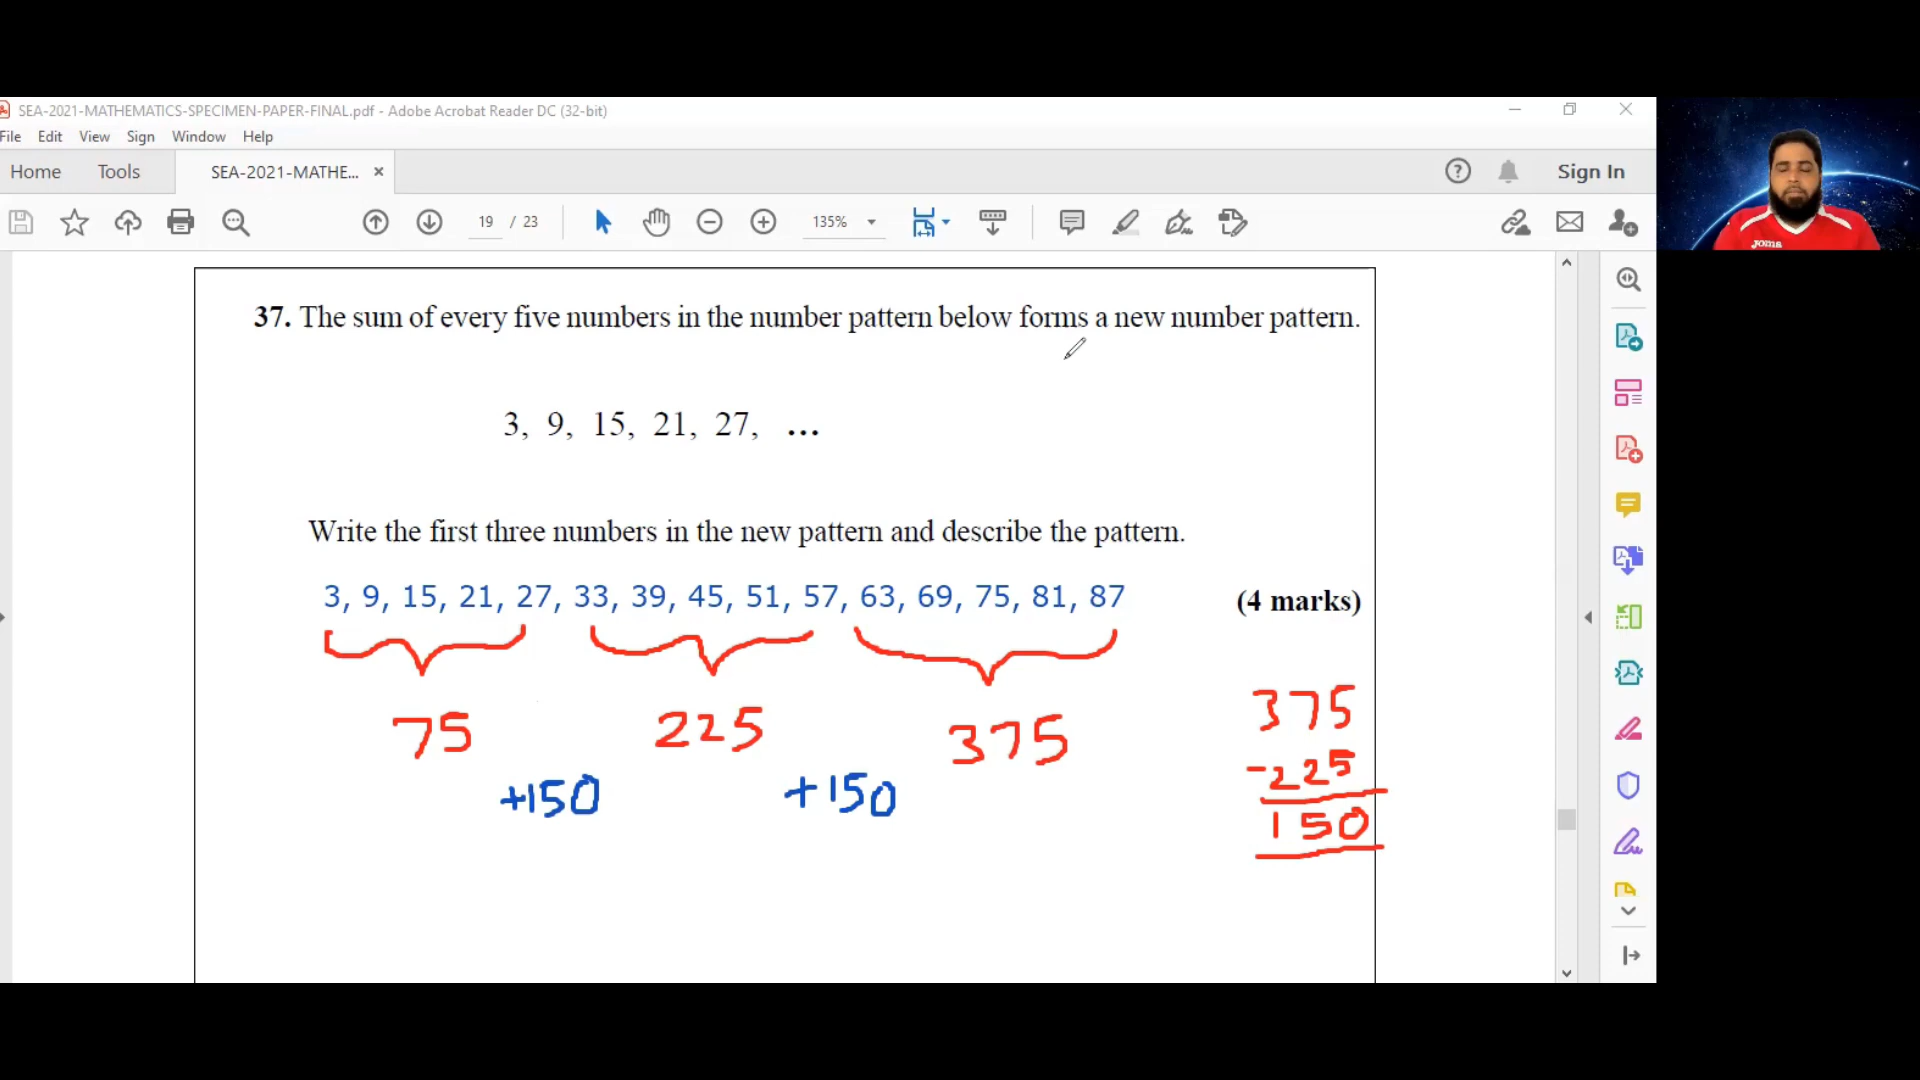 SEA-2021-MATHEMATICS-SPECIMEN-PAPER-FINAL.pdf - Adobe Acrobat Reader DC (32-bit)
File Edit View Sign Window Help
Home Tools SEA-2021-MATHE... Sign In
19 / 23 135%
joma
37. The sum of every five numbers in the number pattern below forms a new number pattern.
3, 9, 15, 21, 27, ...
Write the first three numbers in the new pattern and describe the pattern.
3, 9, 15, 21, 27, 33, 39, 45, 51, 57, 63, 69, 75, 81, 87 (4 marks)
75 225 375
+150 +150
375
-225
150